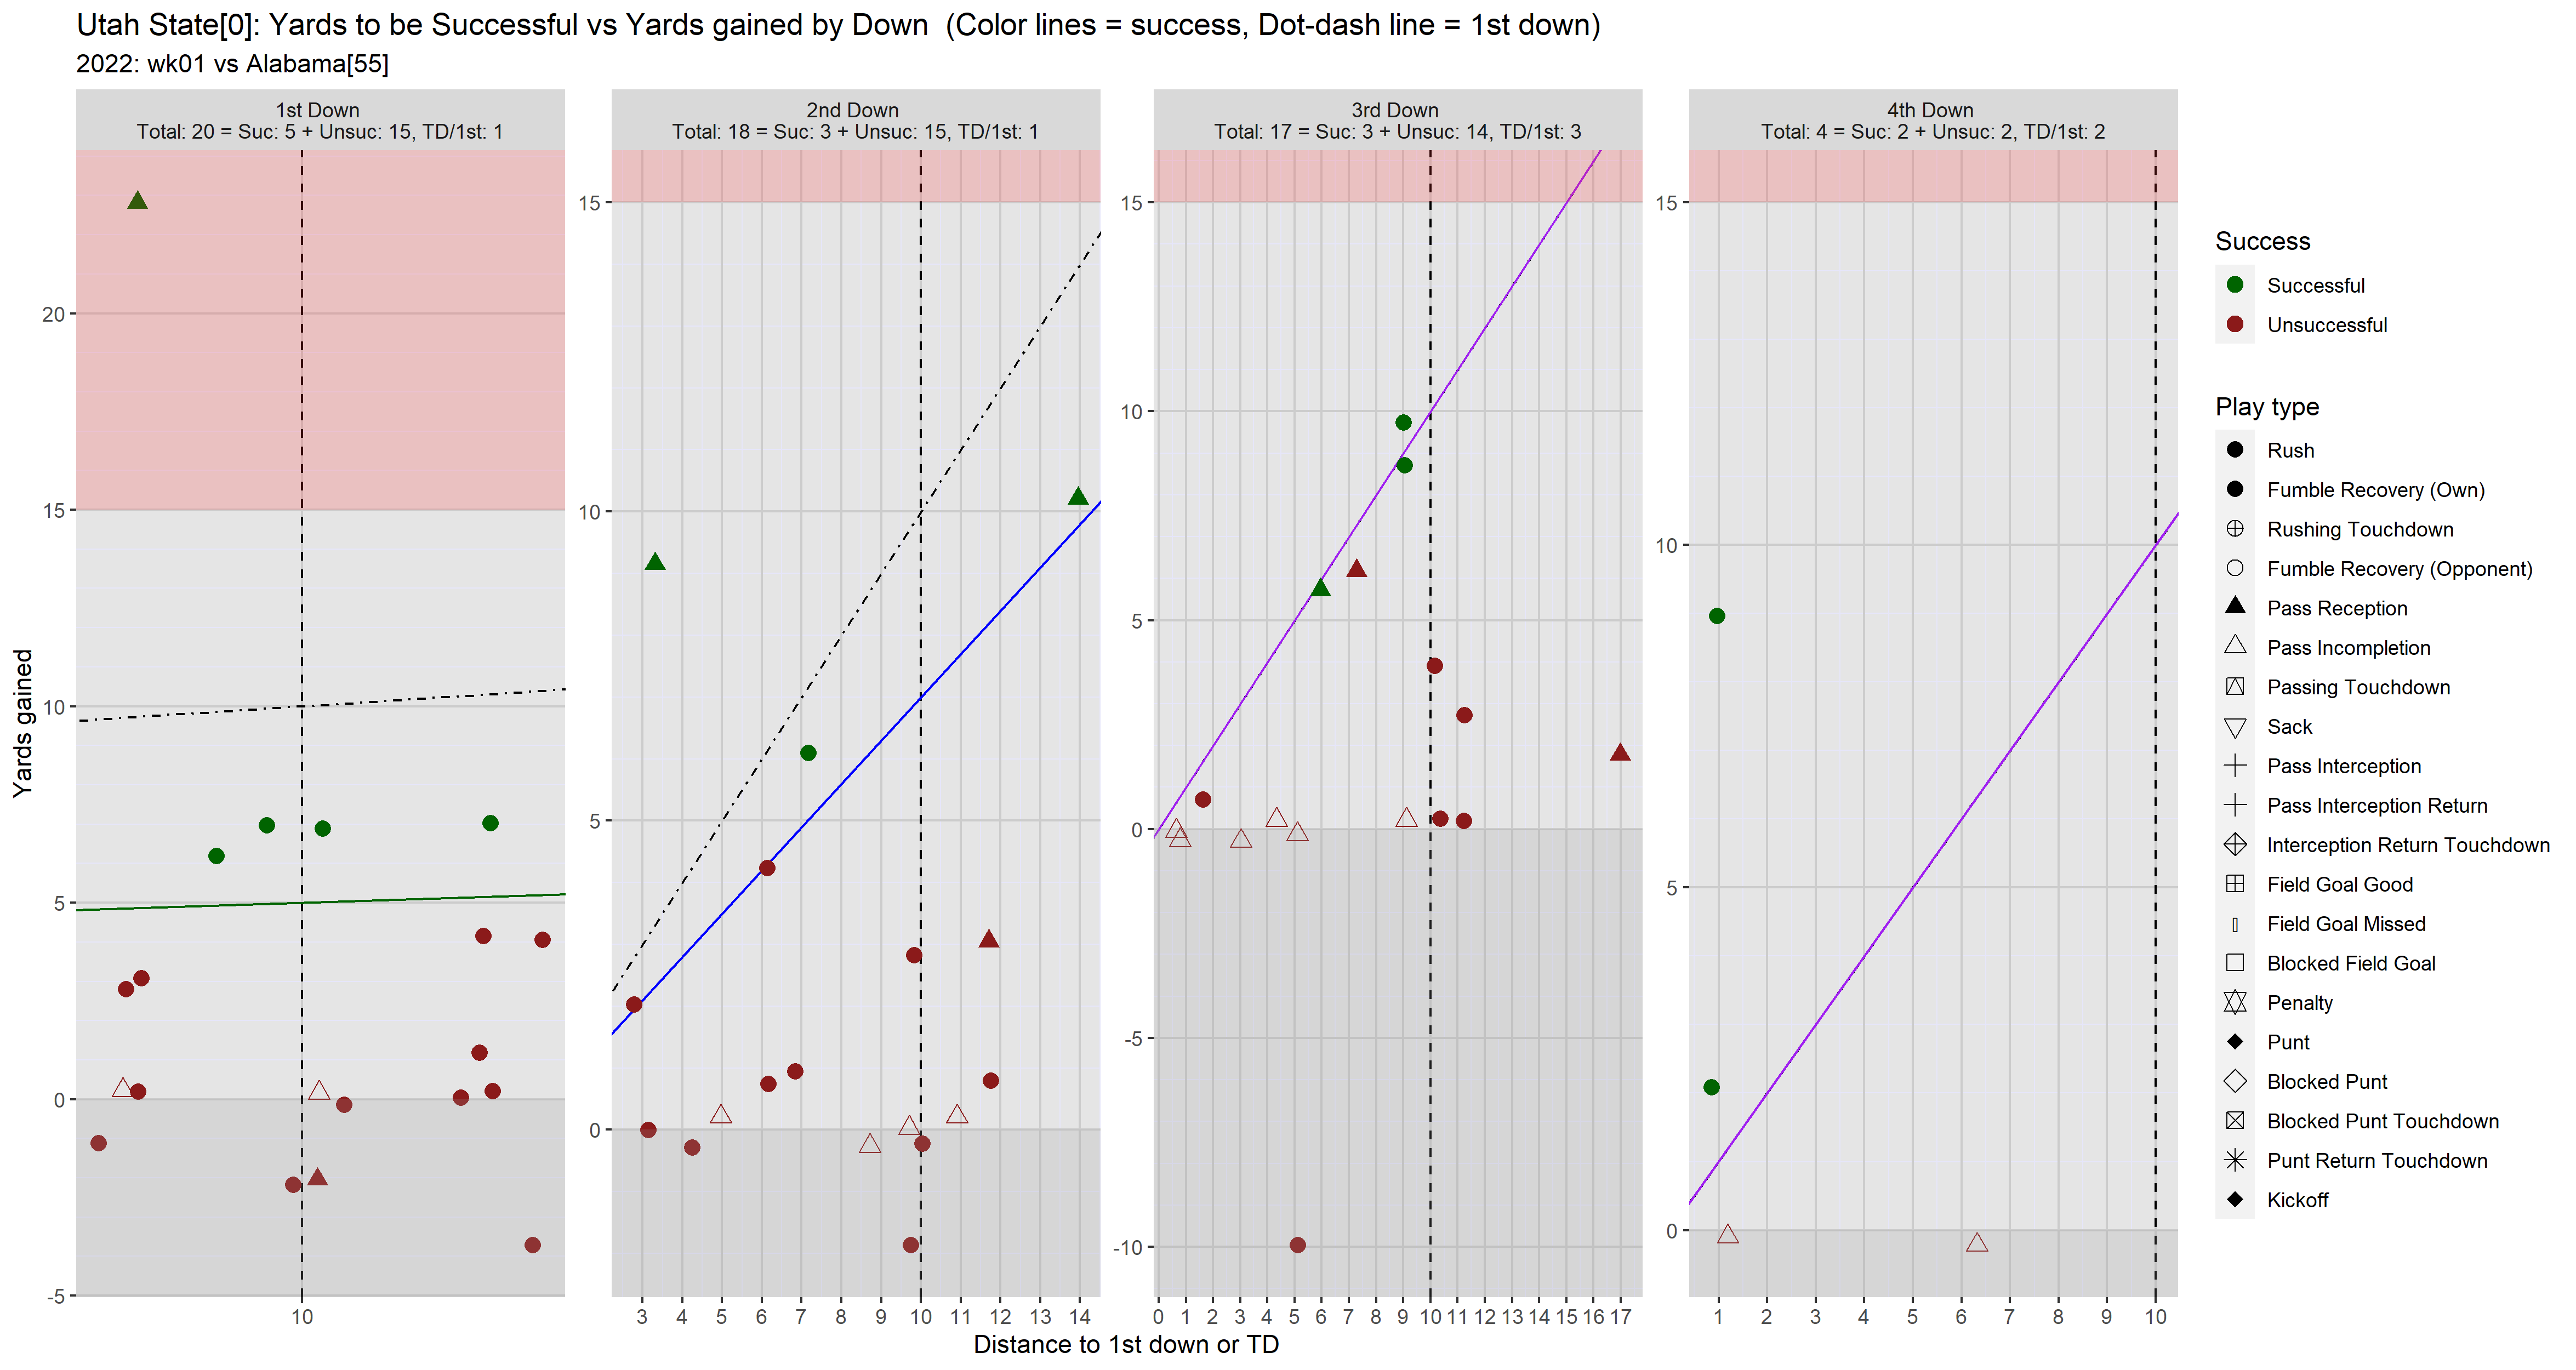 Utah State[0]: Yards to be Successful vs Yards gained by Down  (Color lines = success, Dot-dash line = 1st down)
2022: wk01 vs Alabama[55]
1st Down
Total: 20 = Suc: 5 + Unsuc: 15, TD/1st: 1
2nd Down
Total: 18 = Suc: 3 + Unsuc: 15, TD/1st: 1
3rd Down
Total: 17 = Suc: 3 + Unsuc: 14, TD/1st: 3
4th Down
Total: 4 = Suc: 2 + Unsuc: 2, TD/1st: 2
Yards gained
20
15
10
5
0
-5
10
15
10
5
0
3 4 5 6 7 8 9 10 11 12 13 14
15
10
5
0
-5
-10
0 1 2 3 4 5 6 7 8 9 10 11 12 13 14 15 16 17
15
10
5
0
1 2 3 4 5 6 7 8 9 10
Distance to 1st down or TD
Success
Successful
Unsuccessful
Play type
Rush
Fumble Recovery (Own)
Rushing Touchdown
Fumble Recovery (Opponent)
Pass Reception
Pass Incompletion
Passing Touchdown
Sack
Pass Interception
Pass Interception Return
Interception Return Touchdown
Field Goal Good
Field Goal Missed
Blocked Field Goal
Penalty
Punt
Blocked Punt
Blocked Punt Touchdown
Punt Return Touchdown
Kickoff